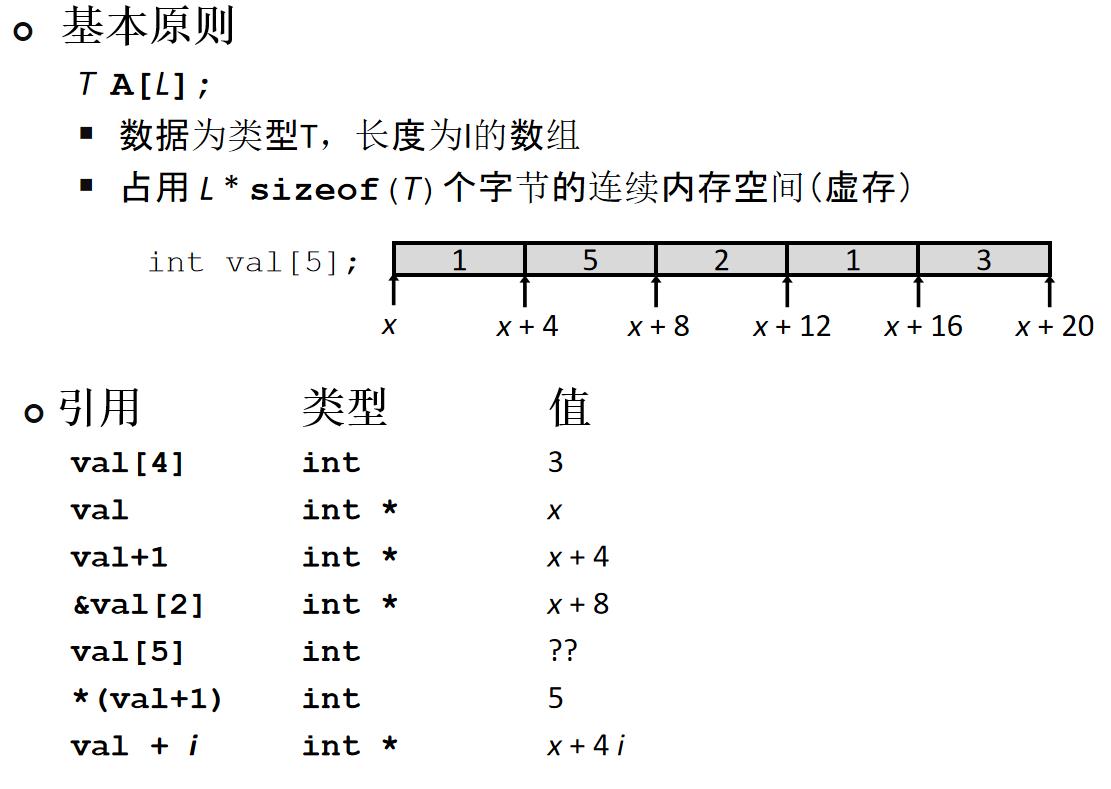 基本原则
T A[L];
数据为类型T，长度为l的数组
占用 L * sizeof(T) 个字节的连续内存空间（虚存）
int val[5]; 1 5 2 1 3
x x + 4 x + 8 x + 12 x + 16 x + 20
引用 类型 值
val[4] int 3
val int * x
val+1 int * x + 4
&val[2] int * x + 8
val[5] int ??
*(val+1) int 5
val + i int * x + 4 i